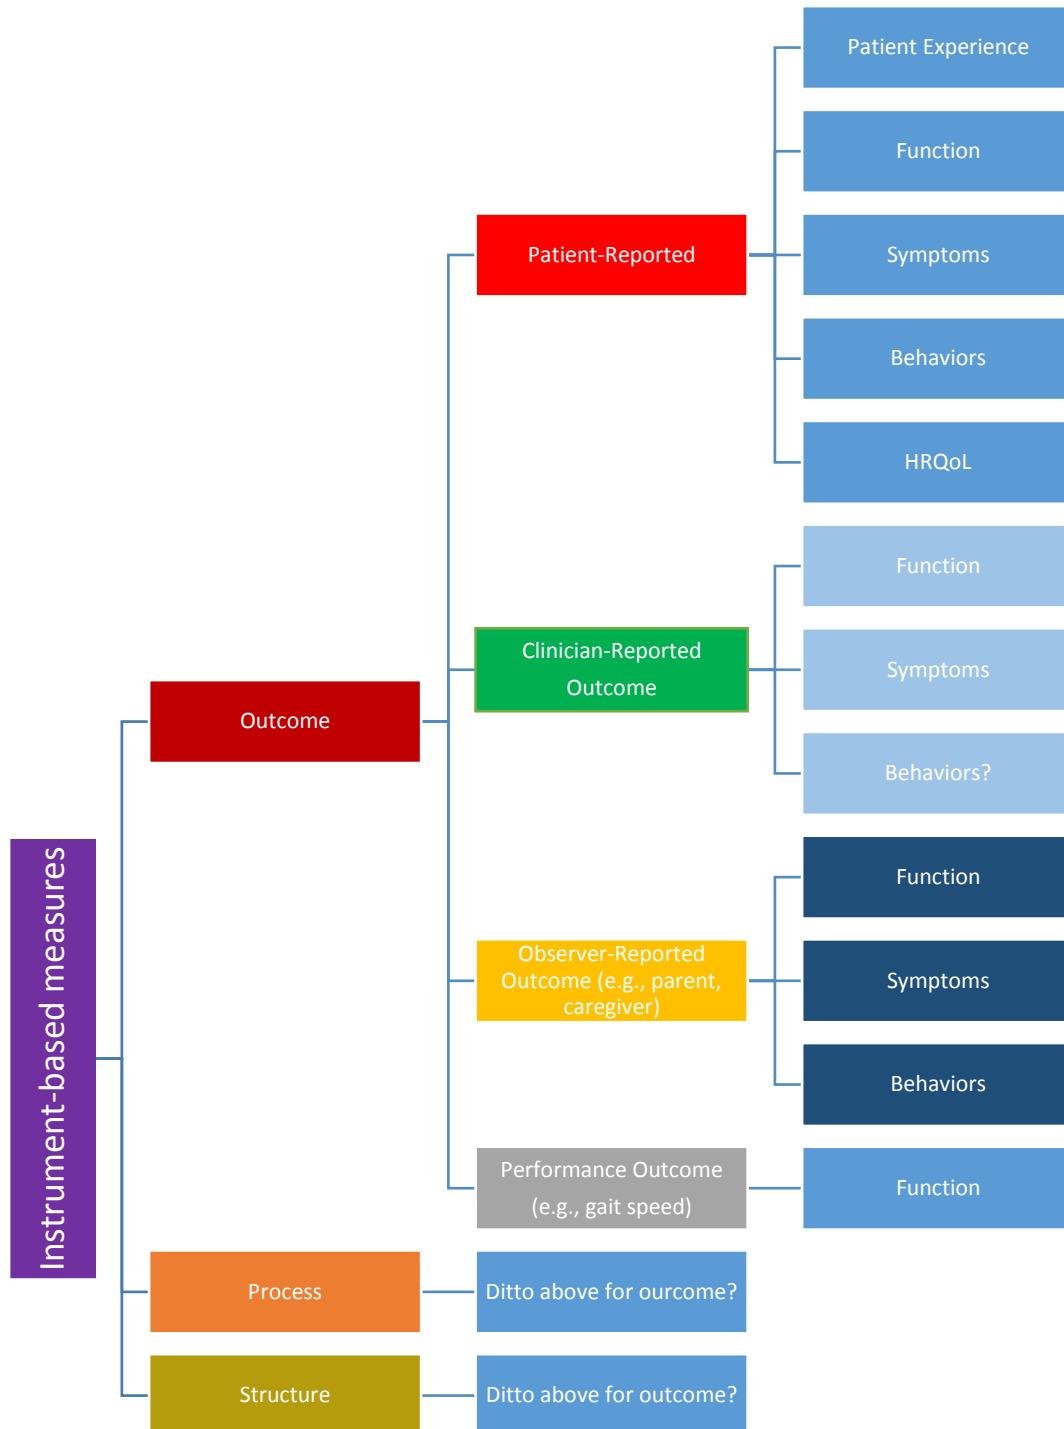 Instrument-based measures
Outcome
Patient-Reported
Patient Experience
Function
Symptoms
Behaviors
HRQoL
Clinician-Reported
Outcome
Function
Symptoms
Behaviors?
Observer-Reported
Outcome (e.g., parent,
caregiver)
Function
Symptoms
Behaviors
Performance Outcome
(e.g., gait speed)
Function
Process
Ditto above for ourcome?
Structure
Ditto above for outcome?